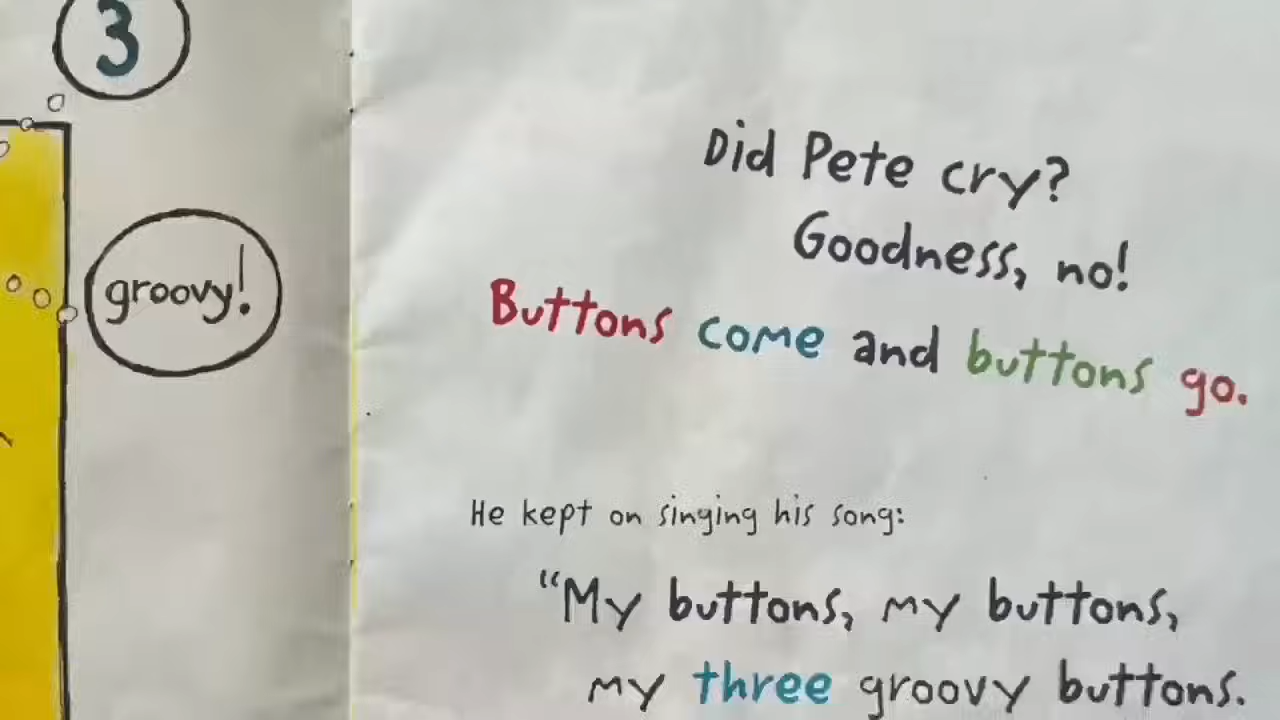 3
groovy!
Did Pete cry?
Goodness, no!
Buttons come and buttons go.
He kept on singing his song:
“My buttons, my buttons,
my three groovy buttons.